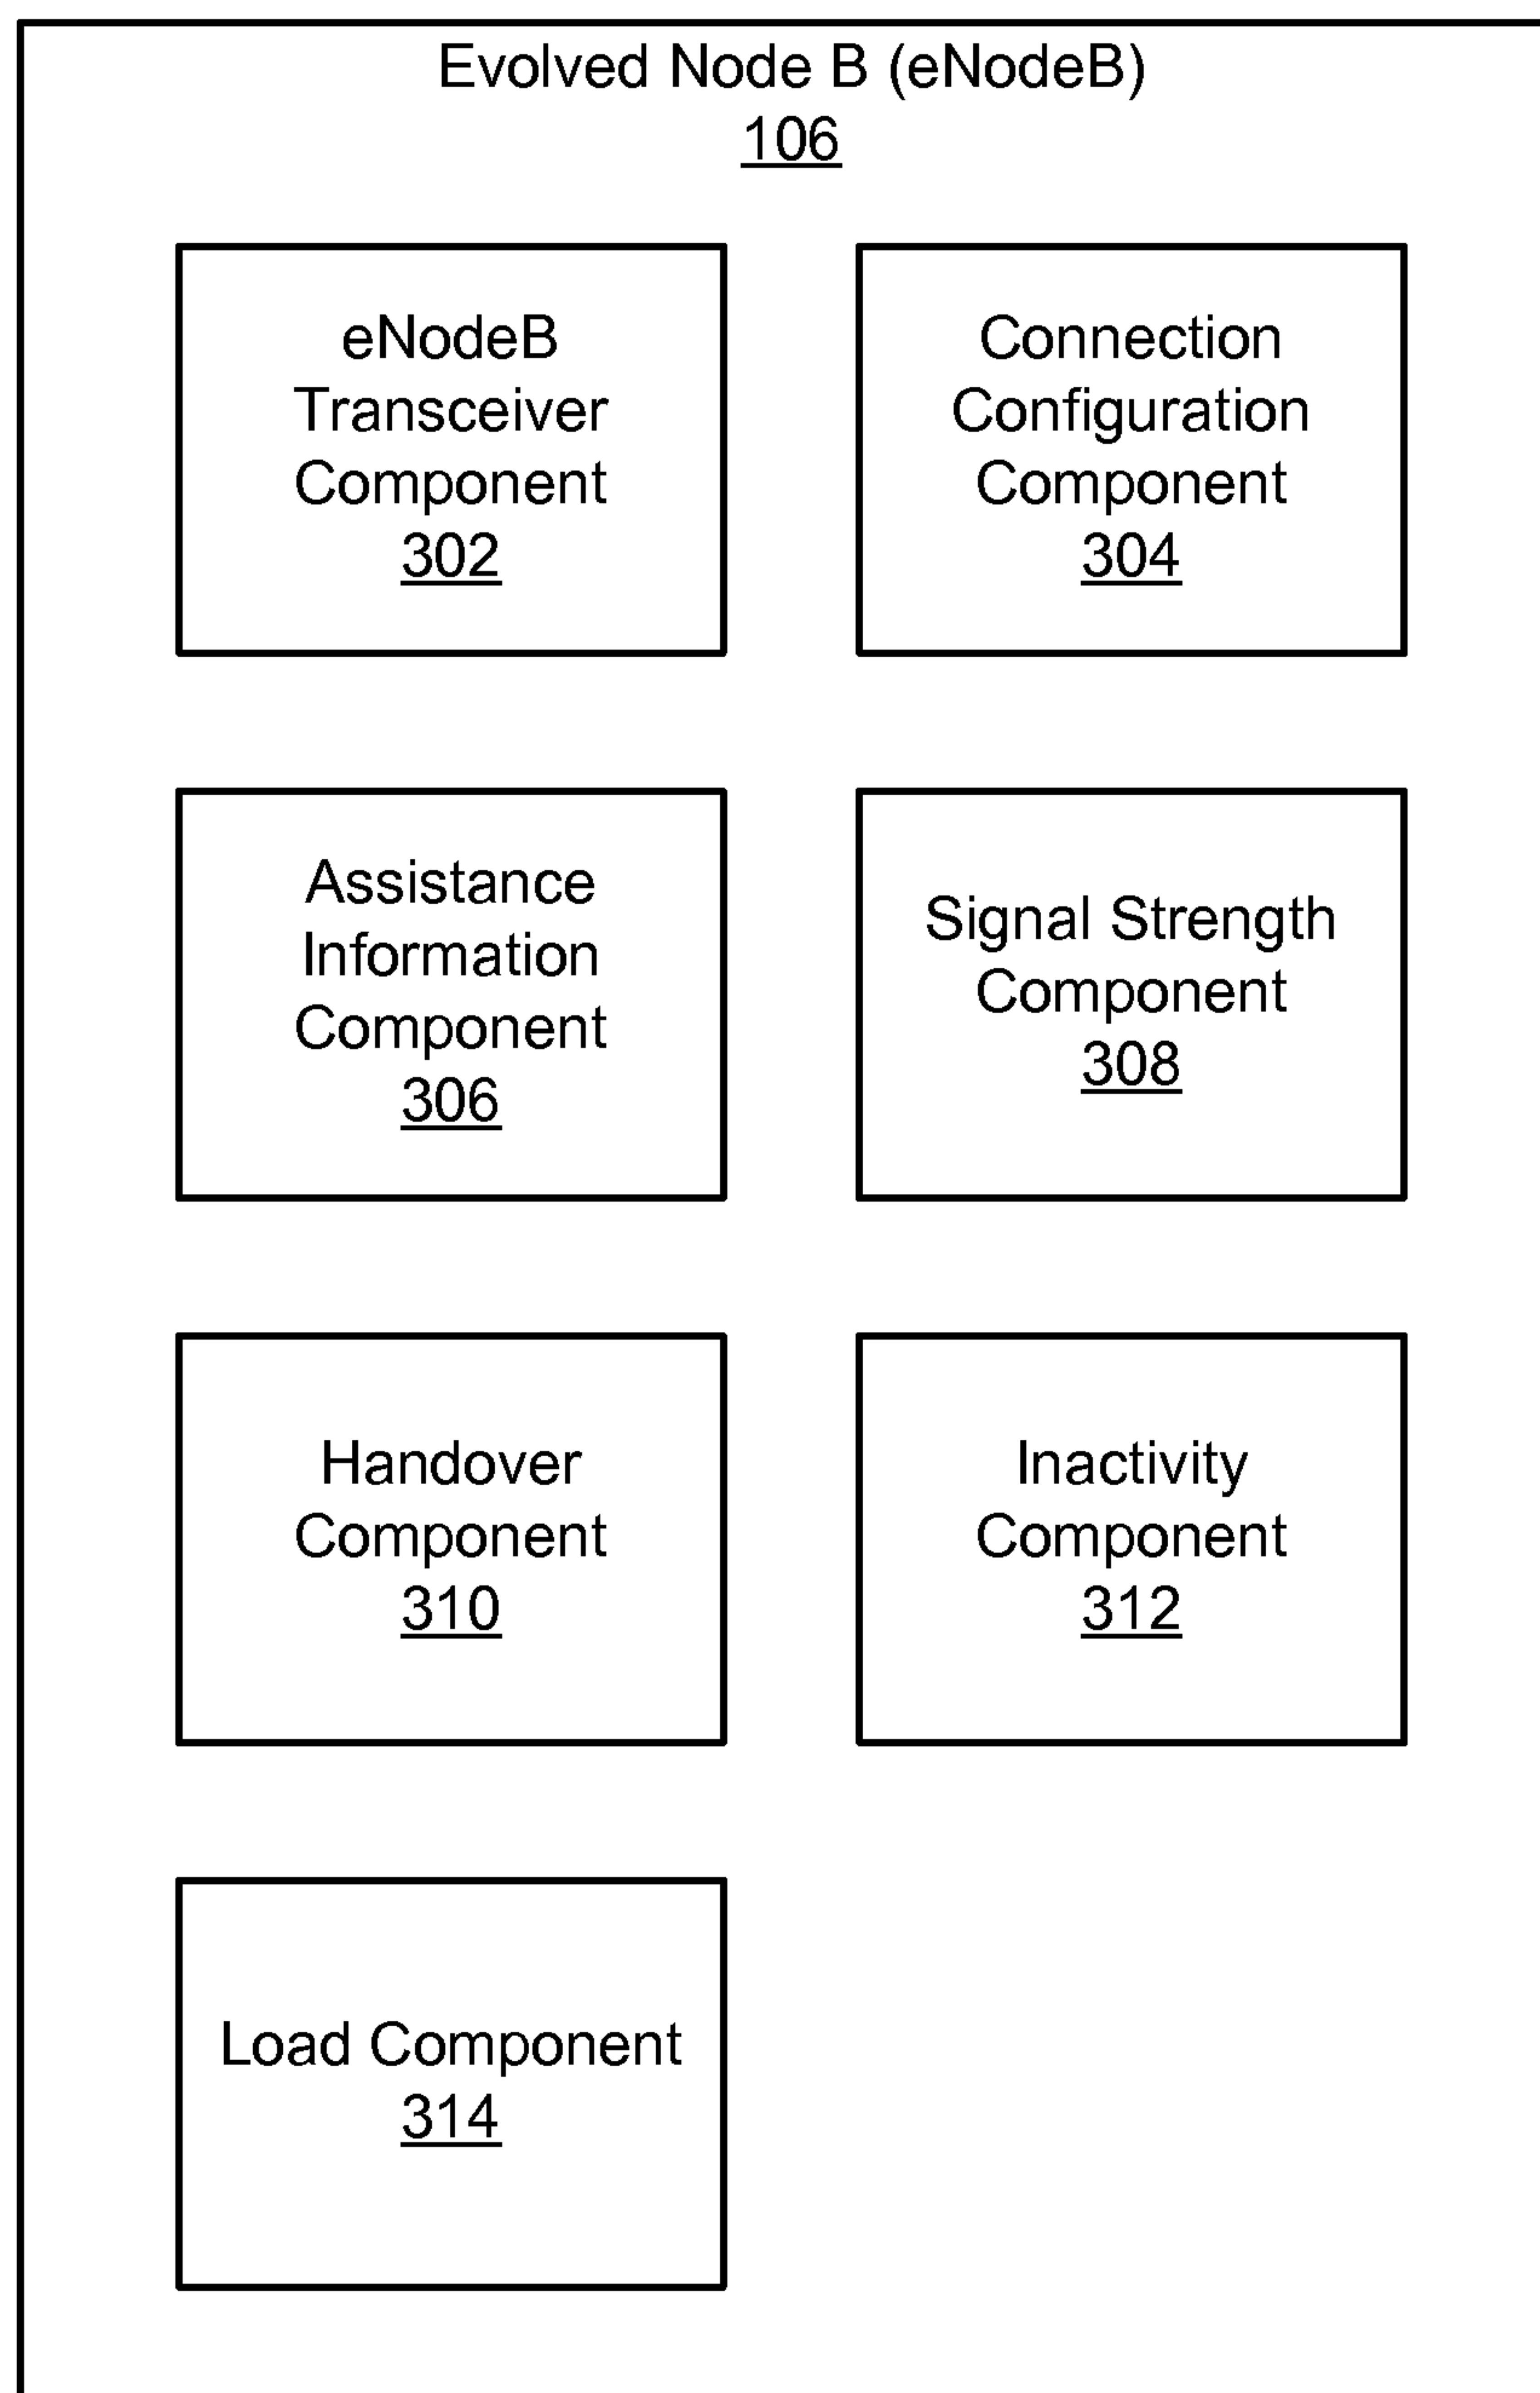 Evolved Node B (eNodeB)
106
eNodeB
Transceiver
Component
302
Connection
Configuration
Component
304
Assistance
Information
Component
306
Signal Strength
Component
308
Handover
Component
310
Inactivity
Component
312
Load Component
314